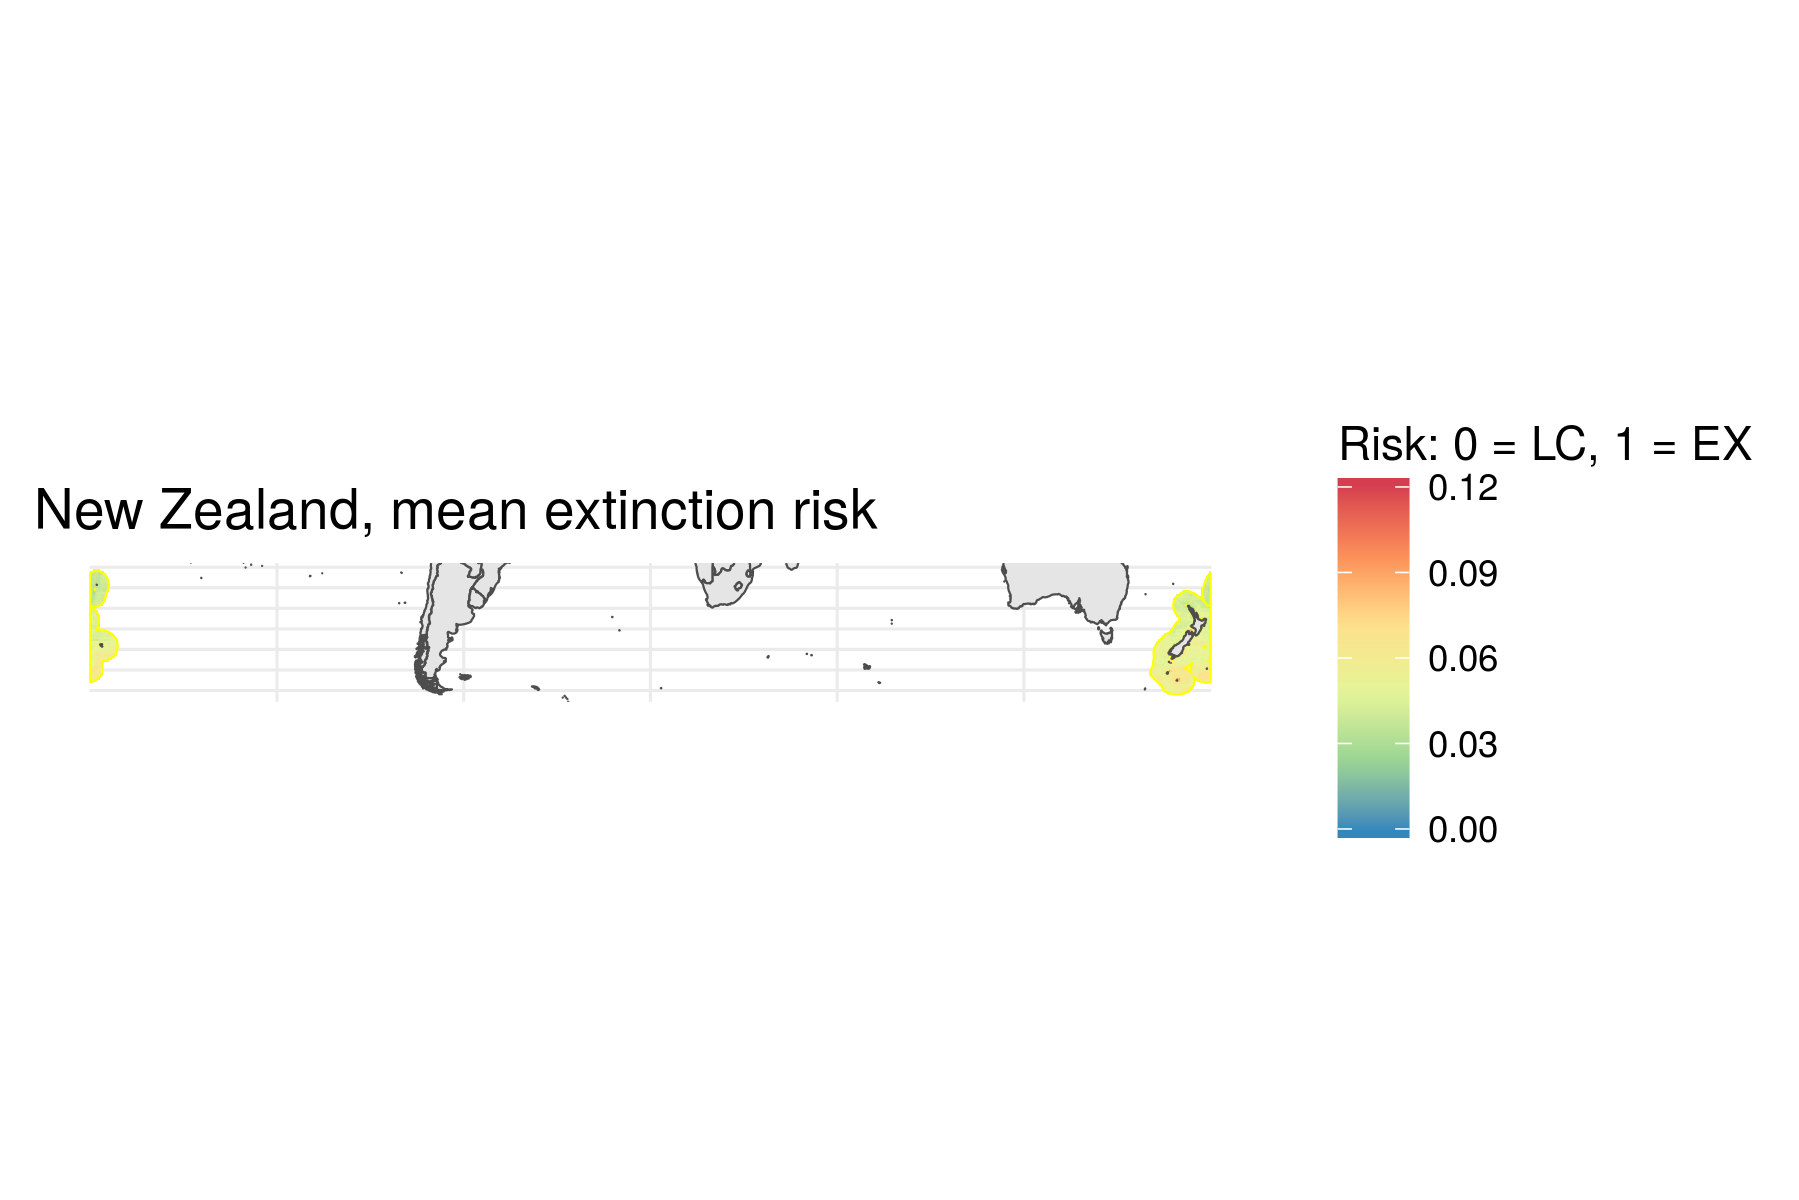 New Zealand, mean extinction risk
Risk: 0 = LC, 1 = EX
0.12
0.09
0.06
0.03
0.00